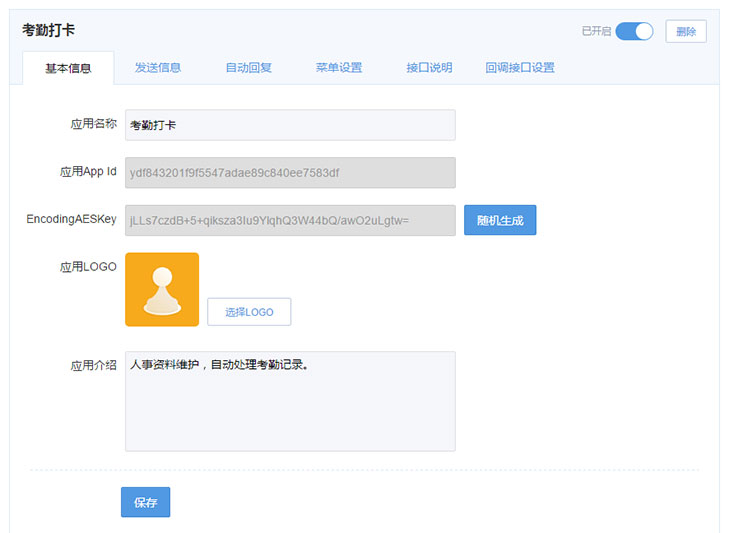 考勤打卡
已开启 删除
基本信息 发送信息 自动回复 菜单设置 接口说明 回调接口设置
应用名称 考勤打卡
应用App Id ydf843201f9f5547adae89c840ee7583df
EncodingAESKey jLLs7czdB+5+qiksza3Iu9YlqhQ3W44bQ/awO2uLgtw= 随机生成
应用LOGO
选择LOGO
应用介绍 人事资料维护，自动处理考勤记录。
保存